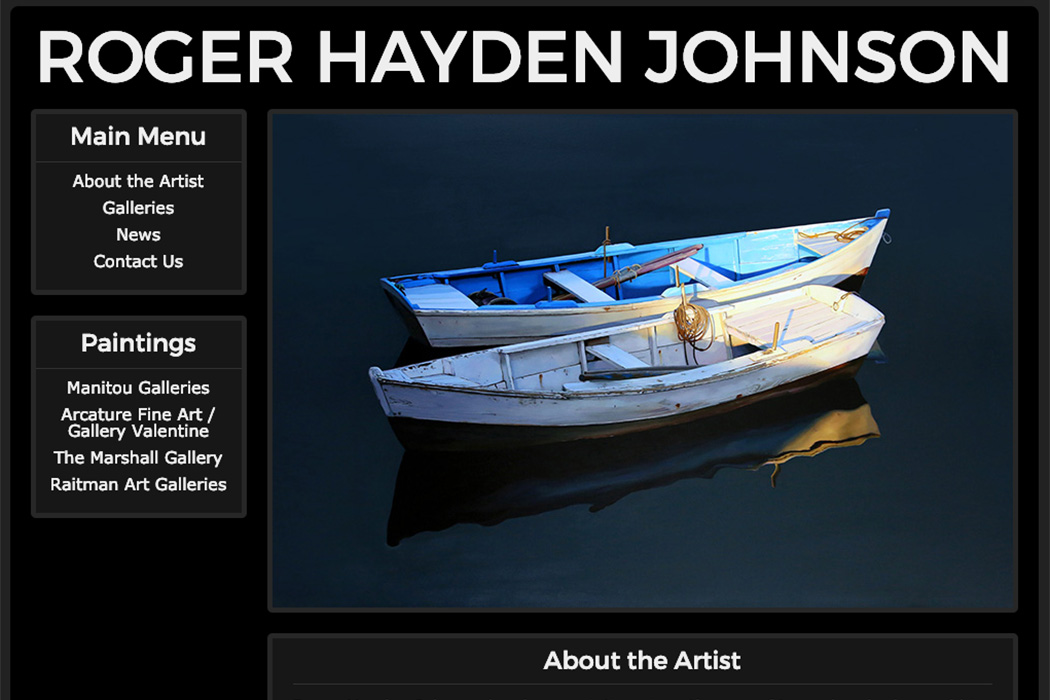 ROGER HAYDEN JOHNSON
Main Menu
About the Artist
Galleries
News
Contact Us
Paintings
Manitou Galleries
Arcature Fine Art /
Gallery Valentine
The Marshall Gallery
Raitman Art Galleries
About the Artist